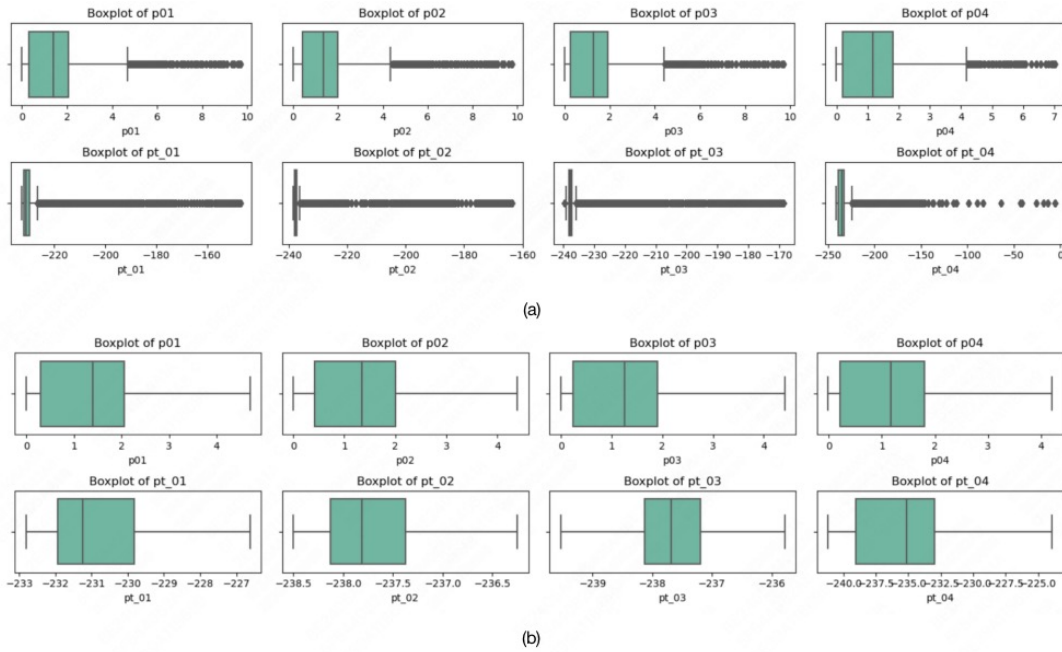 Boxplot of p01 Boxplot of p02 Boxplot of p03 Boxplot of p04
0 2 4 6 8 10 0 2 4 6 8 10 0 2 4 6 8 10 0 1 2 3 4 5 6 7
p01 p02 p03 p04
Boxplot of pt_01 Boxplot of pt_02 Boxplot of pt_03 Boxplot of pt_04
−220 −200 −180 −160 −240 −220 −200 −180 −160 −240 −230 −220 −210 −200 −190 −180 −170 −250 −200 −150 −100 −50 0
pt_01 pt_02 pt_03 pt_04
(a)
Boxplot of p01 Boxplot of p02 Boxplot of p03 Boxplot of p04
0 1 2 3 4 0 1 2 3 4 0 1 2 3 4 0 1 2 3 4
p01 p02 p03 p04
Boxplot of pt_01 Boxplot of pt_02 Boxplot of pt_03 Boxplot of pt_04
−233 −232 −231 −230 −229 −228 −227 −238.5 −238.0 −237.5 −237.0 −236.5 −239 −238 −237 −236 −240.0 −237.5 −235.0 −232.5 −230.0 −227.5 −225.0
pt_01 pt_02 pt_03 pt_04
(b)